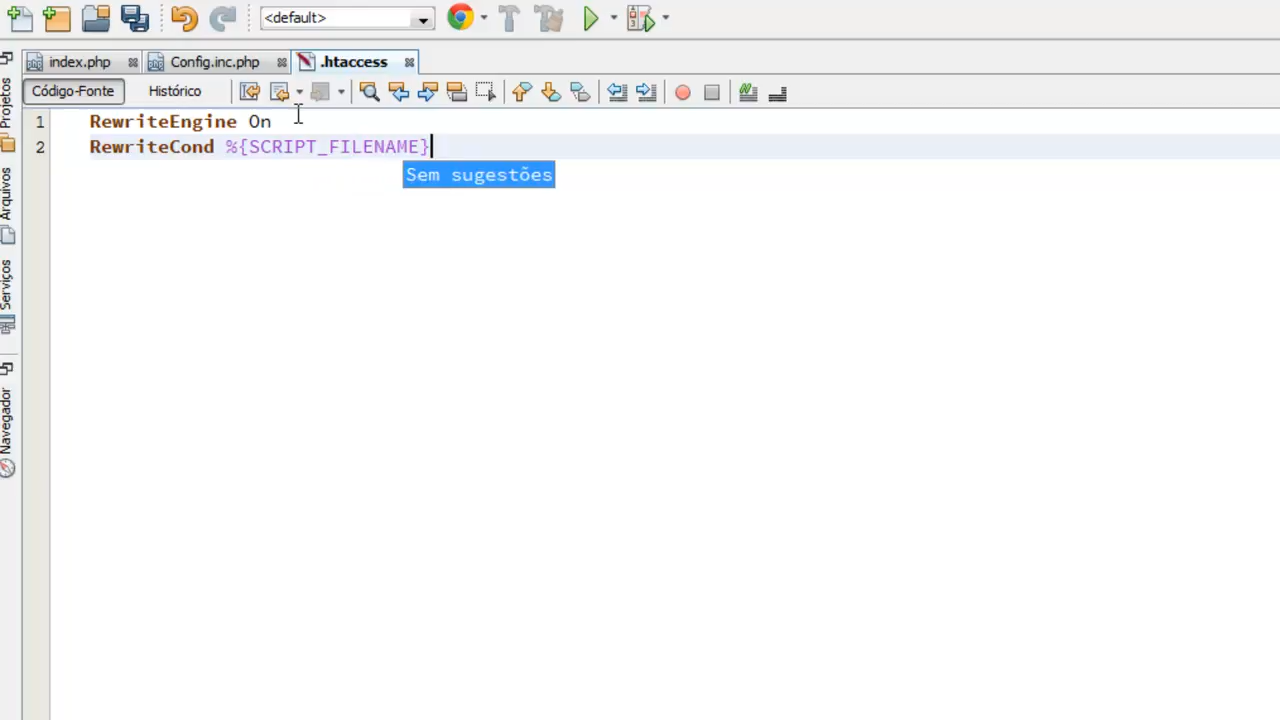 <default>
index.php
Config.inc.php
.htaccess
Código-Fonte
Histórico
1 RewriteEngine On
2 RewriteCond %{SCRIPT_FILENAME}
Sem sugestões
Projetos
Arquivos
Serviços
Navegador